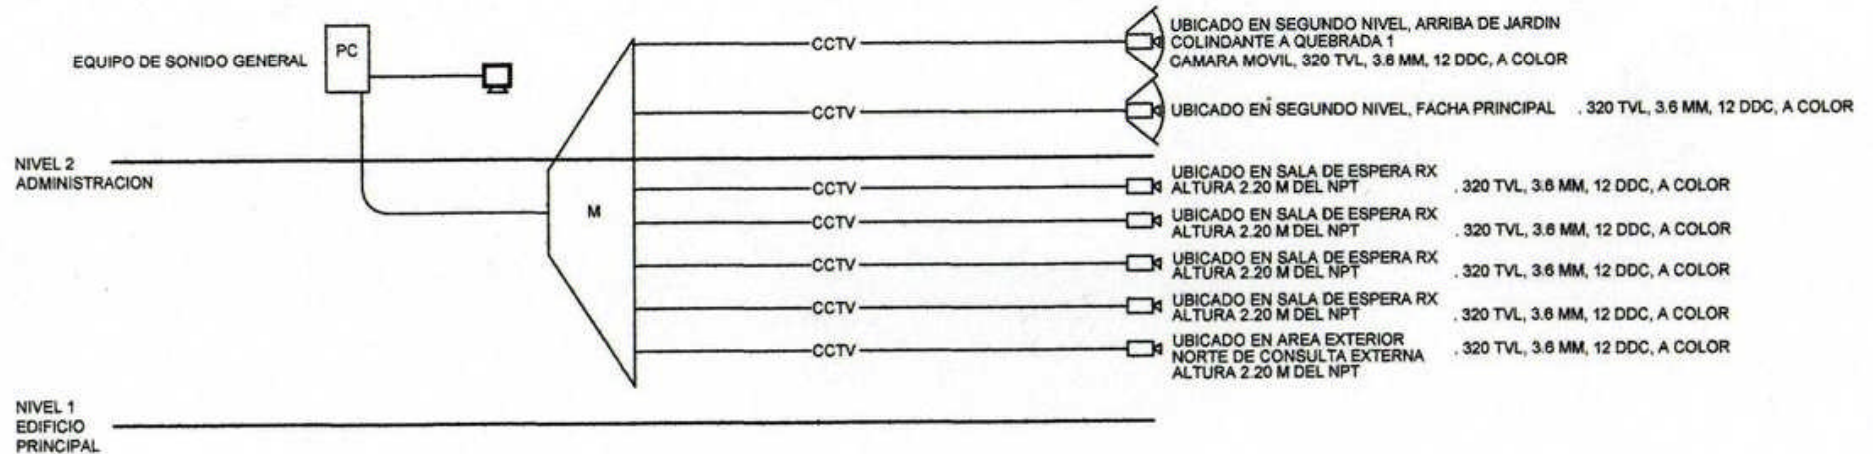 EQUIPO DE SONIDO GENERAL
PC
CCTV
UBICADO EN SEGUNDO NIVEL, ARRIBA DE JARDIN
COLINDANTE A QUEBRADA 1
CAMARA MOVIL, 320 TVL, 3.6 MM, 12 DDC, A COLOR
CCTV
UBICADO EN SEGUNDO NIVEL, FACHA PRINCIPAL . 320 TVL, 3.6 MM, 12 DDC, A COLOR
NIVEL 2
ADMINISTRACION
M
CCTV
UBICADO EN SALA DE ESPERA RX
ALTURA 2.20 M DEL NPT . 320 TVL, 3.6 MM, 12 DDC, A COLOR
CCTV
UBICADO EN SALA DE ESPERA RX
ALTURA 2.20 M DEL NPT . 320 TVL, 3.6 MM, 12 DDC, A COLOR
CCTV
UBICADO EN SALA DE ESPERA RX
ALTURA 2.20 M DEL NPT . 320 TVL, 3.6 MM, 12 DDC, A COLOR
CCTV
UBICADO EN SALA DE ESPERA RX
ALTURA 2.20 M DEL NPT . 320 TVL, 3.6 MM, 12 DDC, A COLOR
CCTV
UBICADO EN AREA EXTERIOR
NORTE DE CONSULTA EXTERNA . 320 TVL, 3.6 MM, 12 DDC, A COLOR
ALTURA 2.20 M DEL NPT
NIVEL 1
EDIFICIO
PRINCIPAL